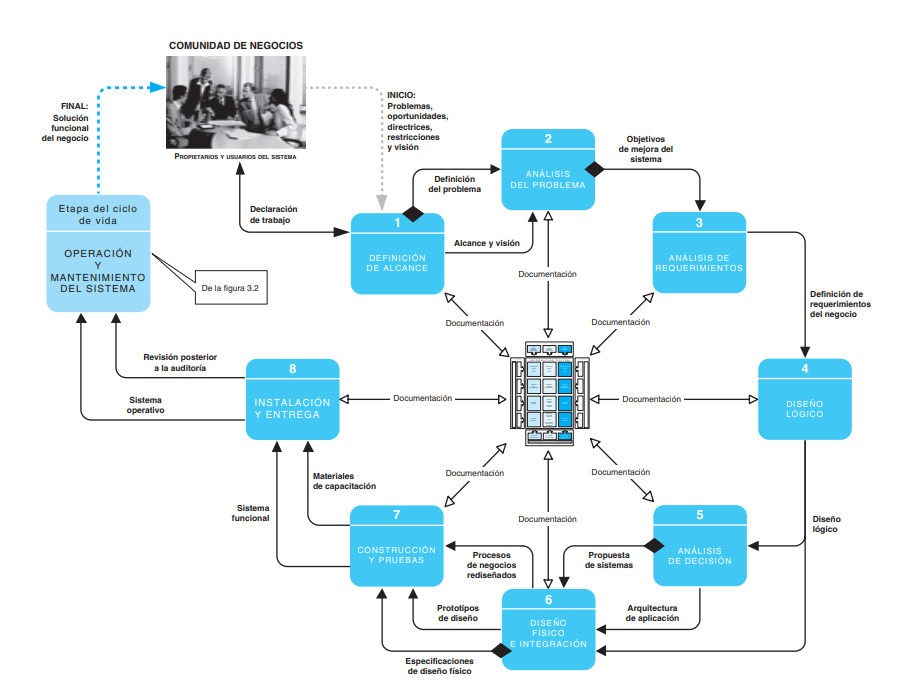 COMUNIDAD DE NEGOCIOS
PROPIETARIOS Y USUARIOS DEL SISTEMA
FINAL:
Solución
funcional
del negocio
INICIO:
Problemas,
oportunidades,
directrices,
restricciones
y visión
Declaración
de trabajo
Definición
del problema
Alcance y visión
1
DEFINICIÓN
DE ALCANCE
2
ANÁLISIS
DEL PROBLEMA
Objetivos
de mejora del
sistema
3
ANÁLISIS DE
REQUERIMIENTOS
Definición de
requerimientos
del negocio
Etapa del ciclo
de vida
OPERACIÓN
Y
MANTENIMIENTO
DEL SISTEMA
De la figura 3.2
Documentación
Documentación
Documentación
Revisión posterior
a la auditoría
Sistema
operativo
8
INSTALACIÓN
Y ENTREGA
Documentación
Documentación
4
DISEÑO
LÓGICO
Materiales
de capacitación
Sistema
funcional
Documentación
Documentación
Documentación
Diseño
lógico
7
CONSTRUCCIÓN
Y PRUEBAS
Procesos
de negocios
rediseñados
Propuesta
de sistemas
5
ANÁLISIS
DE DECISIÓN
Prototipos
de diseño
6
DISEÑO
FÍSICO
E INTEGRACIÓN
Arquitectura
de aplicación
Especificaciones
de diseño físico